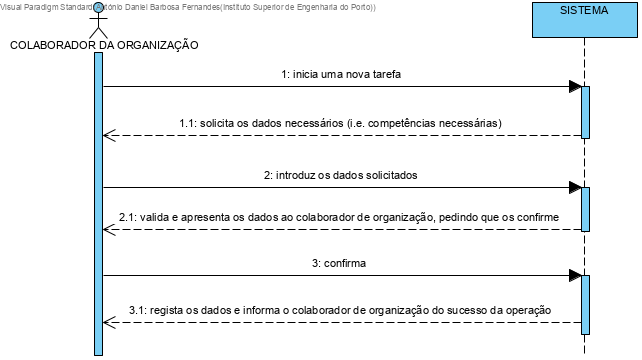 Visual Paradigm Standard(António Daniel Barbosa Fernandes(Instituto Superior de Engenharia do Porto))
SISTEMA
COLABORADOR DA ORGANIZAÇÃO
1: inicia uma nova tarefa
1.1: solicita os dados necessários (i.e. competências necessárias)
2: introduz os dados solicitados
2.1: valida e apresenta os dados ao colaborador de organização, pedindo que os confirme
3: confirma
3.1: regista os dados e informa o colaborador de organização do sucesso da operação